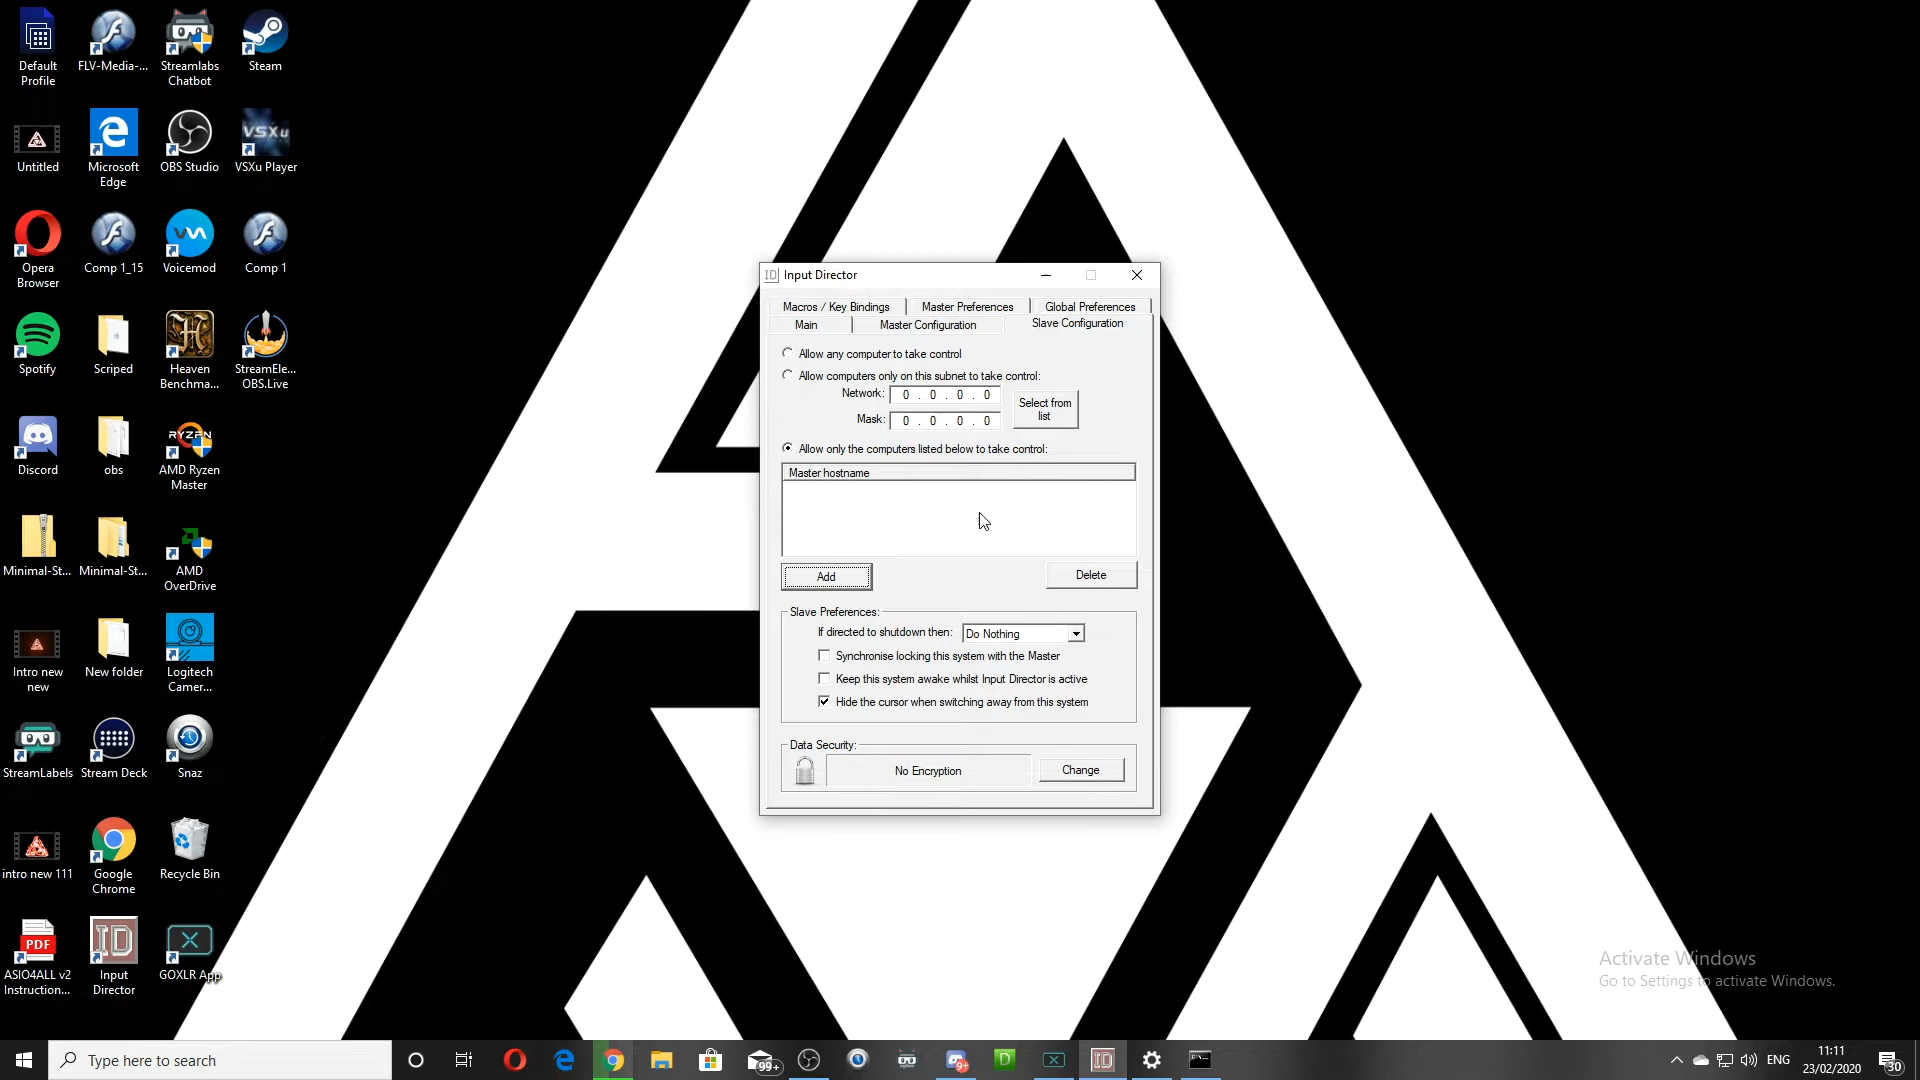 Default
Profile
FLV-Media-...
Streamlabs
Chatbot
Steam
Untitled
Microsoft
Edge
OBS Studio
VSXu
VSXu Player
Opera
Browser
Comp 1_15
Voicemod
Comp 1
Spotify
Scriped
Heaven
Benchma...
StreamEle...
OBS.Live
Discord
obs
RYZEN
AMD Ryzen
Master
Minimal-St...
Minimal-St...
AMD
OverDrive
Intro new
new
New folder
Logitech
Camer...
StreamLabels
Stream Deck
Snaz
intro new 111
Google
Chrome
Recycle Bin
PDF
ASIO4ALL v2
Instruction...
ID
Input
Director
GOXLR App
ID Input Director
Macros / Key Bindings
Master Preferences
Global Preferences
Main
Master Configuration
Slave Configuration
Allow any computer to take control
Allow computers only on this subnet to take control:
Network: 0 . 0 . 0 . 0
Mask: 0 . 0 . 0 . 0
Select from
list
Allow only the computers listed below to take control:
Master hostname
Add
Delete
Slave Preferences:
If directed to shutdown then: Do Nothing
Synchronise locking this system with the Master
Keep this system awake whilst Input Director is active
Hide the cursor when switching away from this system
Data Security:
No Encryption
Change
Activate Windows
Go to Settings to activate Windows.
Type here to search
99+
9+
D
ID
ENG
11:11
23/02/2020
30